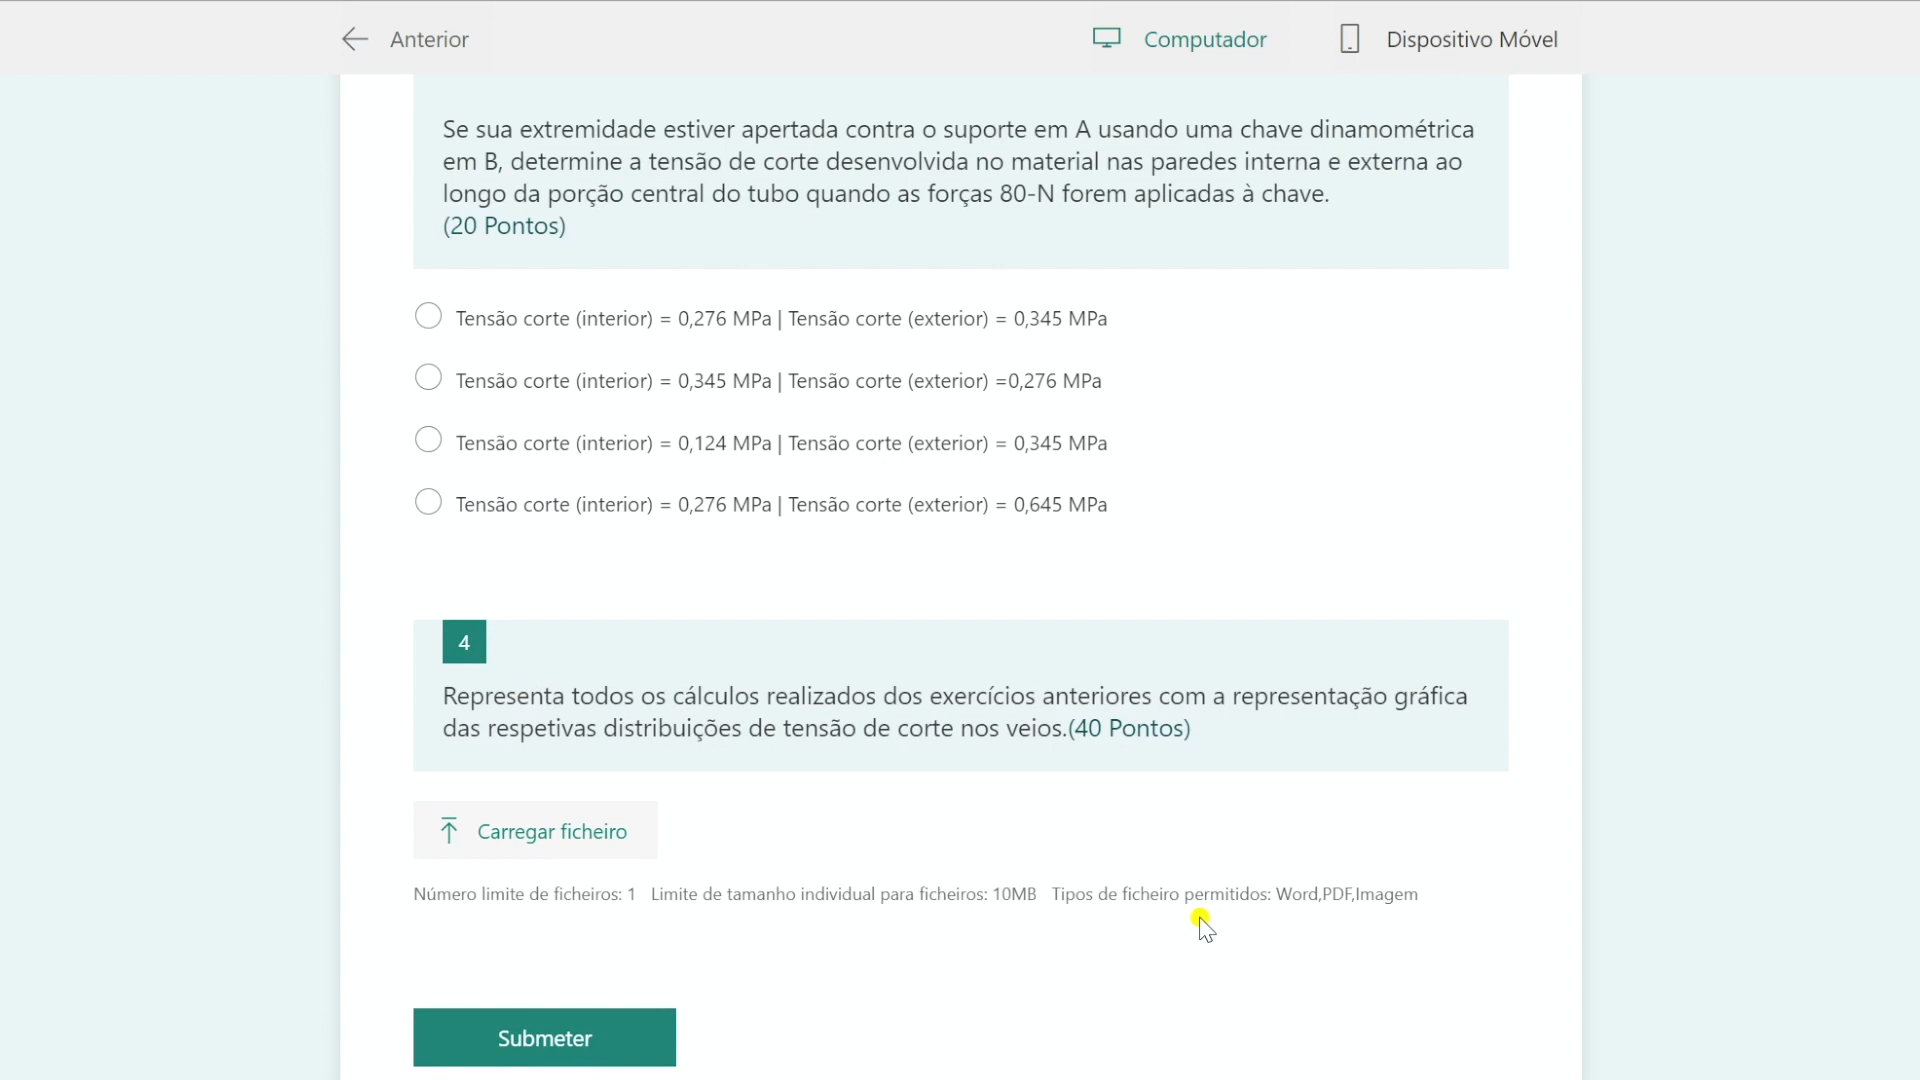 Anterior
Computador
Dispositivo Móvel
Se sua extremidade estiver apertada contra o suporte em A usando uma chave dinamométrica
em B, determine a tensão de corte desenvolvida no material nas paredes interna e externa ao
longo da porção central do tubo quando as forças 80-N forem aplicadas à chave.
(20 Pontos)
Tensão corte (interior) = 0,276 MPa | Tensão corte (exterior) = 0,345 MPa
Tensão corte (interior) = 0,345 MPa | Tensão corte (exterior) =0,276 MPa
Tensão corte (interior) = 0,124 MPa | Tensão corte (exterior) = 0,345 MPa
Tensão corte (interior) = 0,276 MPa | Tensão corte (exterior) = 0,645 MPa
4
Representa todos os cálculos realizados dos exercícios anteriores com a representação gráfica
das respetivas distribuições de tensão de corte nos veios.(40 Pontos)
Carregar ficheiro
Número limite de ficheiros: 1 Limite de tamanho individual para ficheiros: 10MB Tipos de ficheiro permitidos: Word,PDF,Imagem
Submeter